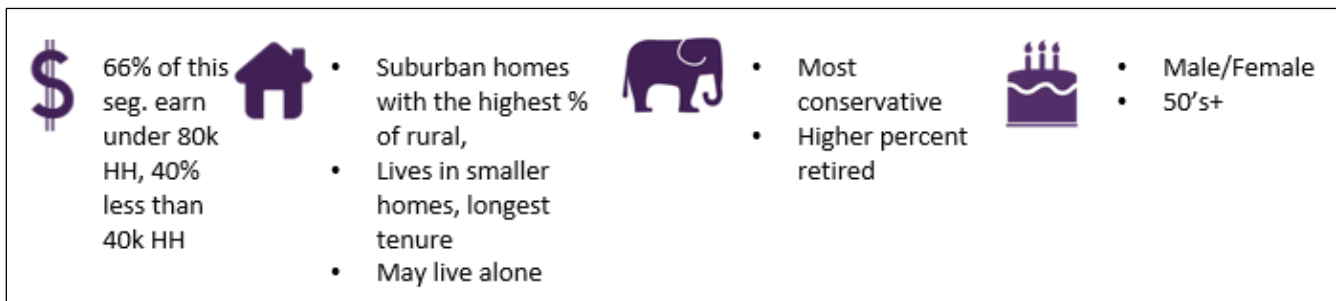 66% of this
seg. earn
under 80k
HH, 40%
less than
40k HH
• Suburban homes
with the highest %
of rural,
• Lives in smaller
homes, longest
tenure
• May live alone
• Most
conservative
• Higher percent
retired
• Male/Female
• 50's+